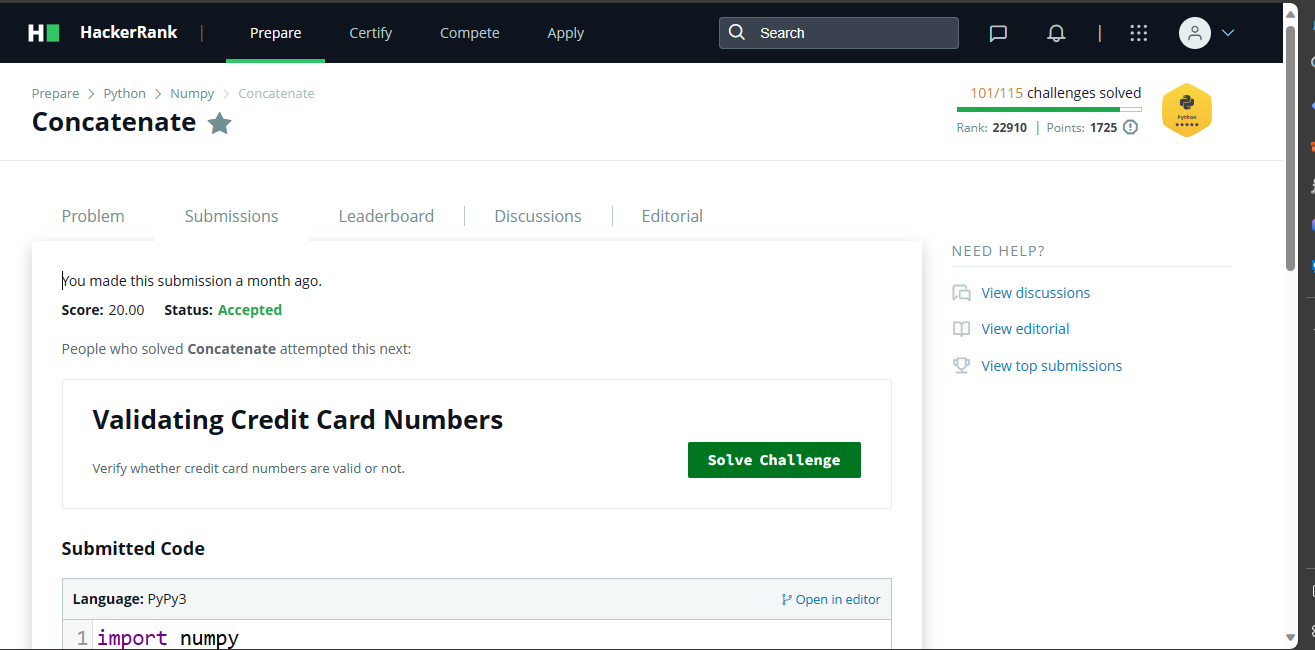 H HackerRank | Prepare Certify Compete Apply Search |
Prepare > Python > Numpy > Concatenate
Concatenate
101/115 challenges solved
Rank: 22910 | Points: 1725
Python
Problem Submissions Leaderboard Discussions Editorial
You made this submission a month ago.
Score: 20.00 Status: Accepted
People who solved Concatenate attempted this next:
Validating Credit Card Numbers
Verify whether credit card numbers are valid or not.
Solve Challenge
Submitted Code
Language: PyPy3 Open in editor
1 import numpy
NEED HELP?
View discussions
View editorial
View top submissions